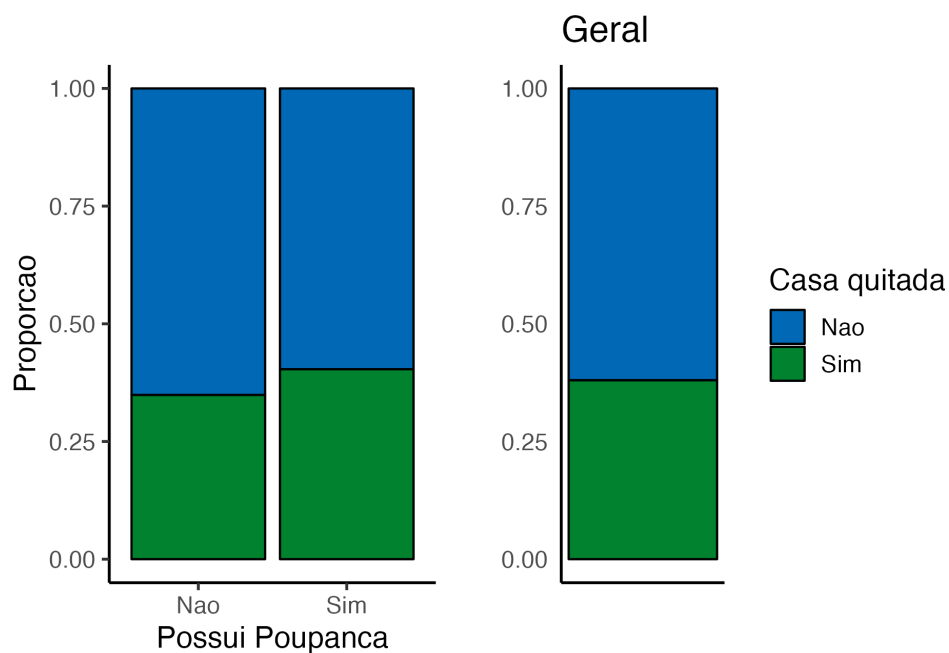 Geral
1.00
0.75
0.50
0.25
0.00
Proporcao
Nao Sim
Possui Poupanca
1.00
0.75
0.50
0.25
0.00
Casa quitada
Nao
Sim